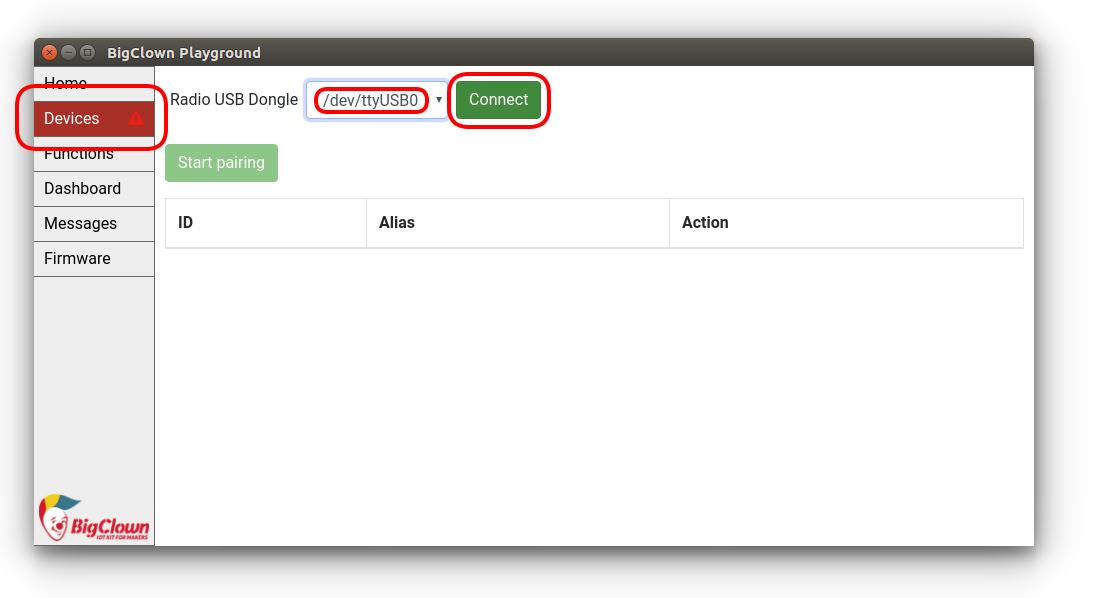 BigClown Playground
Home
Devices
Functions
Dashboard
Messages
Firmware
Radio USB Dongle /dev/ttyUSB0 Connect
Start pairing
ID Alias Action
BigClown
IOT KIT FOR MAKERS